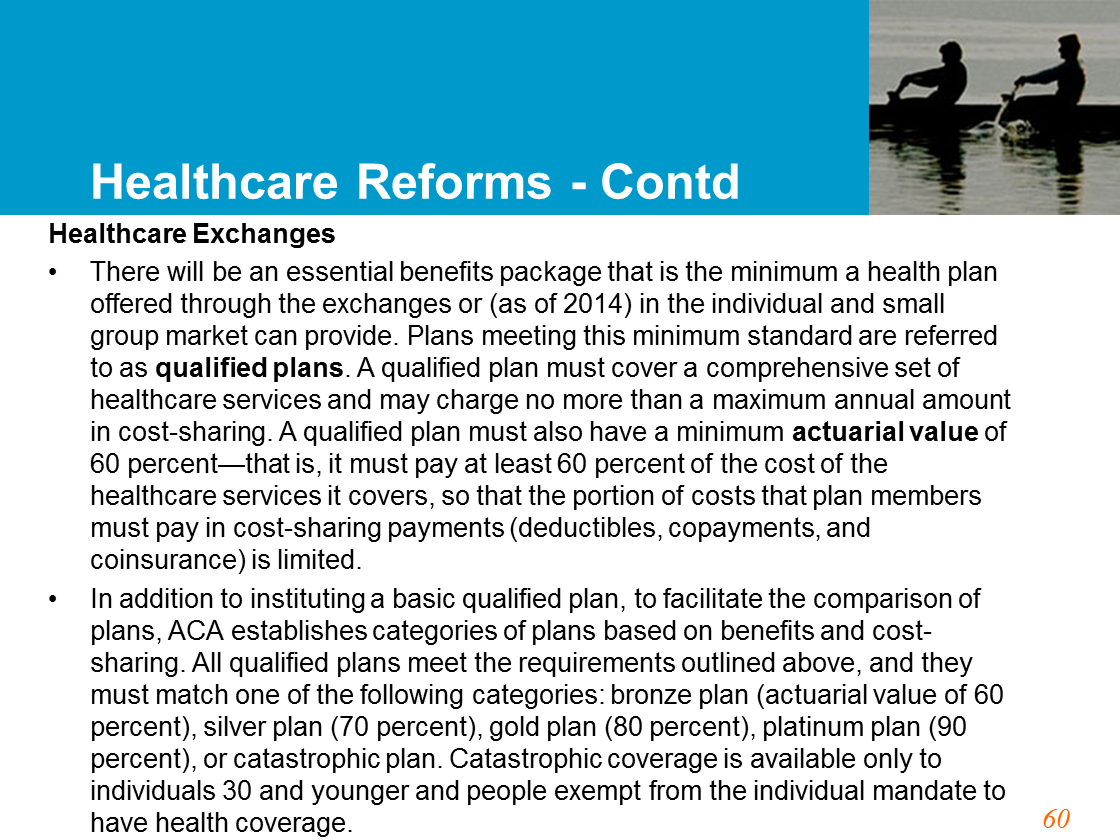 Healthcare Reforms - Contd
Healthcare Exchanges
• There will be an essential benefits package that is the minimum a health plan
offered through the exchanges or (as of 2014) in the individual and small
group market can provide. Plans meeting this minimum standard are referred
to as qualified plans. A qualified plan must cover a comprehensive set of
healthcare services and may charge no more than a maximum annual amount
in cost-sharing. A qualified plan must also have a minimum actuarial value of
60 percent—that is, it must pay at least 60 percent of the cost of the
healthcare services it covers, so that the portion of costs that plan members
must pay in cost-sharing payments (deductibles, copayments, and
coinsurance) is limited.
• In addition to instituting a basic qualified plan, to facilitate the comparison of
plans, ACA establishes categories of plans based on benefits and cost-
sharing. All qualified plans meet the requirements outlined above, and they
must match one of the following categories: bronze plan (actuarial value of 60
percent), silver plan (70 percent), gold plan (80 percent), platinum plan (90
percent), or catastrophic plan. Catastrophic coverage is available only to
individuals 30 and younger and people exempt from the individual mandate to
have health coverage.
60